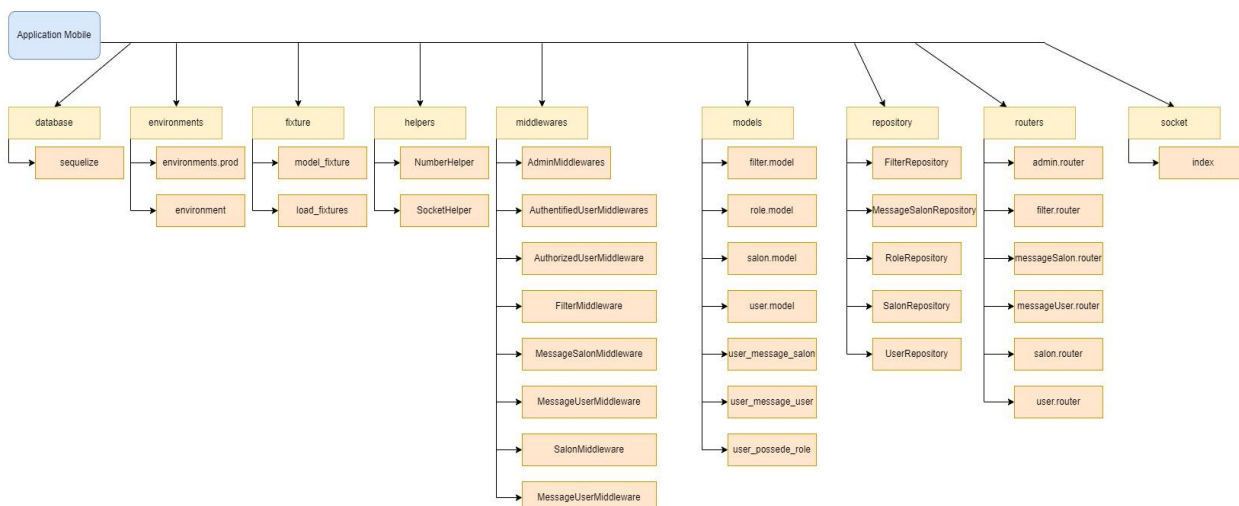 Application Mobile
database
environments
fixture
helpers
middlewares
models
repository
routers
socket
sequelize
environments.prod
model_fixture
NumberHelper
AdminMiddlewares
filter.model
FilterRepository
admin.router
index
environment
load_fixtures
SocketHelper
AuthentifiedUserMiddlewares
role.model
MessageSalonRepository
filter.router
AuthorizedUserMiddleware
salon.model
RoleRepository
messageSalon.router
FilterMiddleware
user.model
SalonRepository
messageUser.router
MessageSalonMiddleware
user_message_salon
UserRepository
salon.router
MessageUserMiddleware
user_message_user
user.router
SalonMiddleware
user_possede_role
MessageUserMiddleware